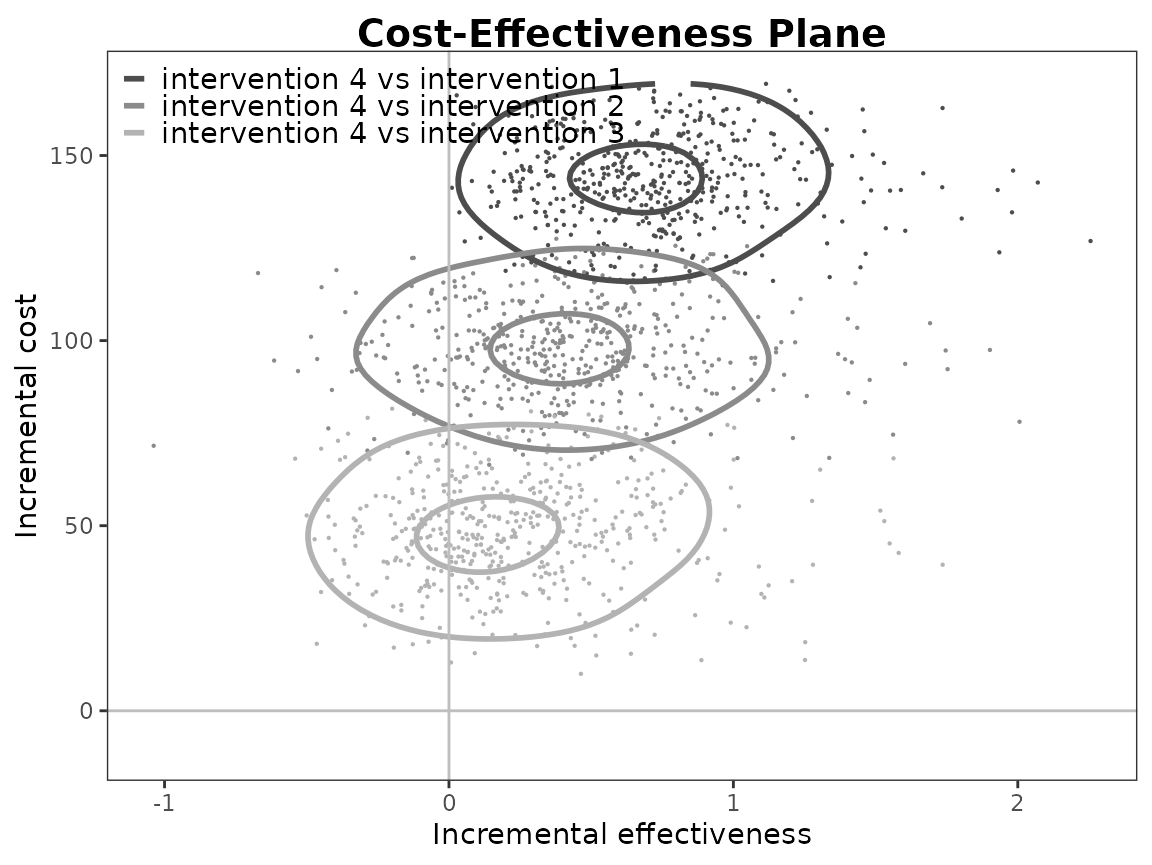 Cost-Effectiveness Plane
intervention 4 vs intervention 1
intervention 4 vs intervention 2
intervention 4 vs intervention 3
150
100
50
0
Incremental cost
-1
0
1
2
Incremental effectiveness